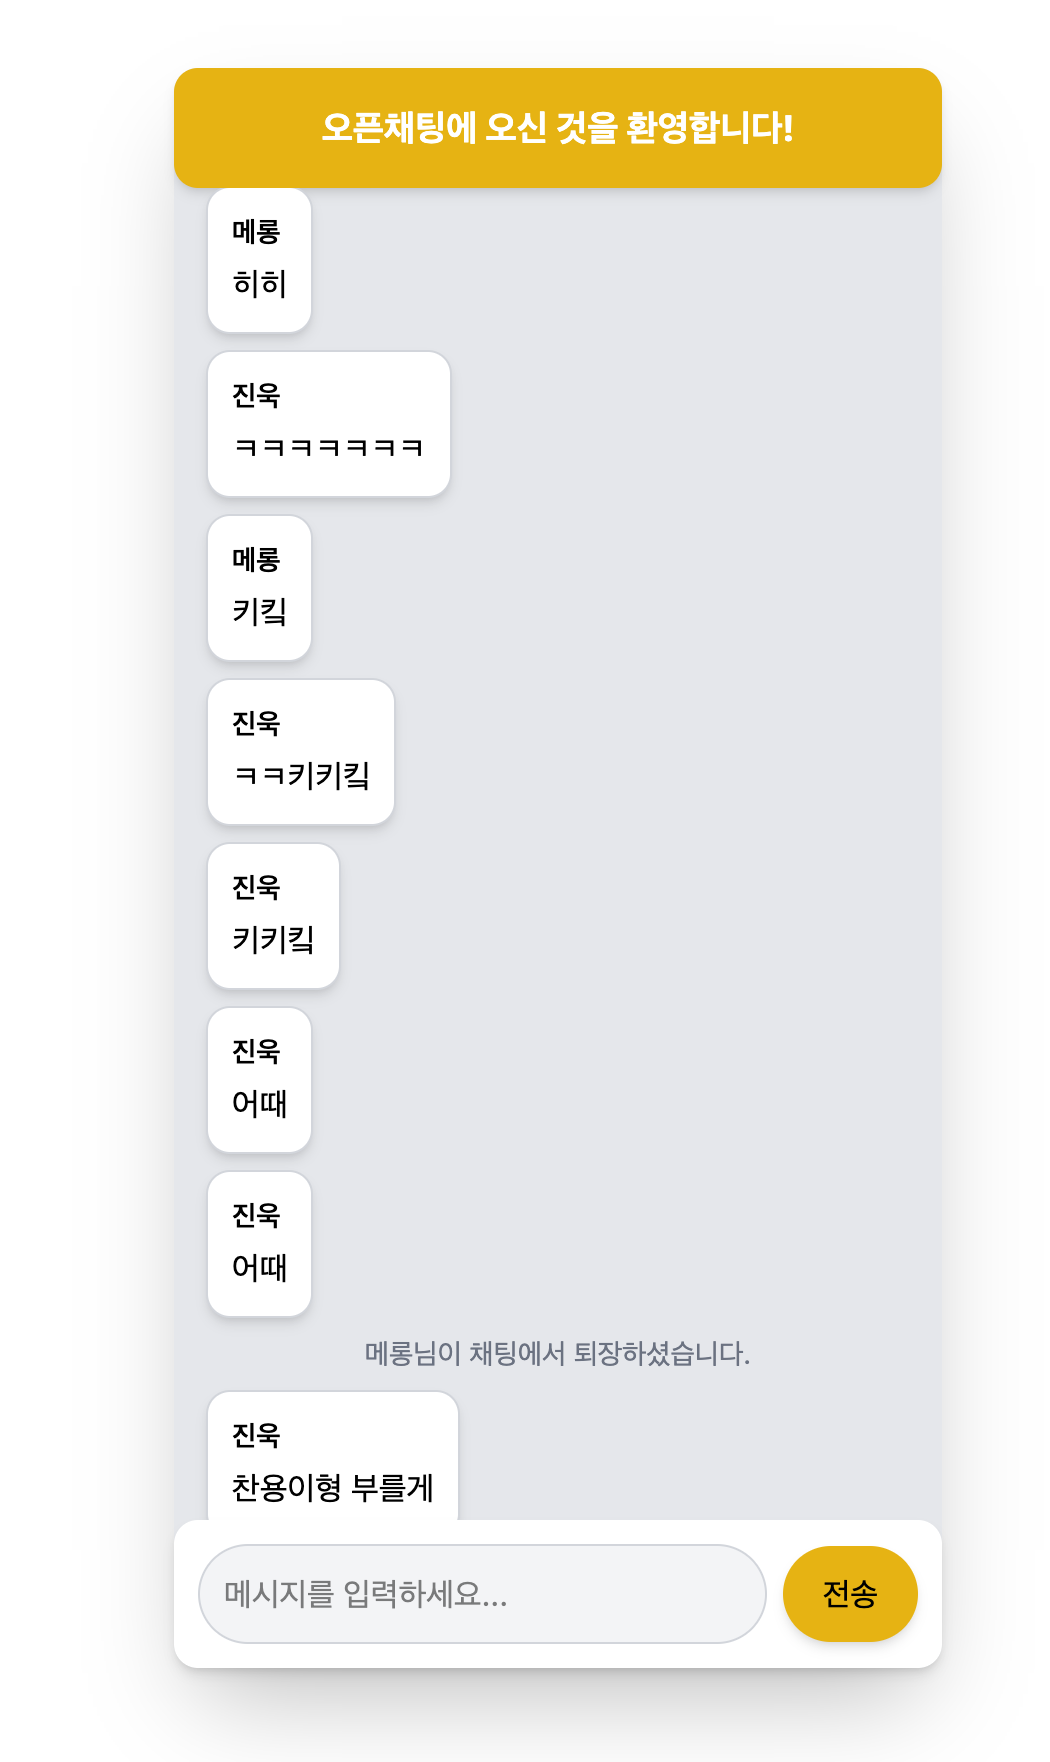 오픈채팅에 오신 것을 환영합니다!
메롱
히히
진욱
ㅋㅋㅋㅋㅋㅋㅋ
메롱
키킼
진욱
ㅋㅋ키키킼
진욱
키키킼
진욱
어때
진욱
어때
메롱님이 채팅에서 퇴장하셨습니다.
진욱
찬용이형 부를게
메시지를 입력하세요...
전송